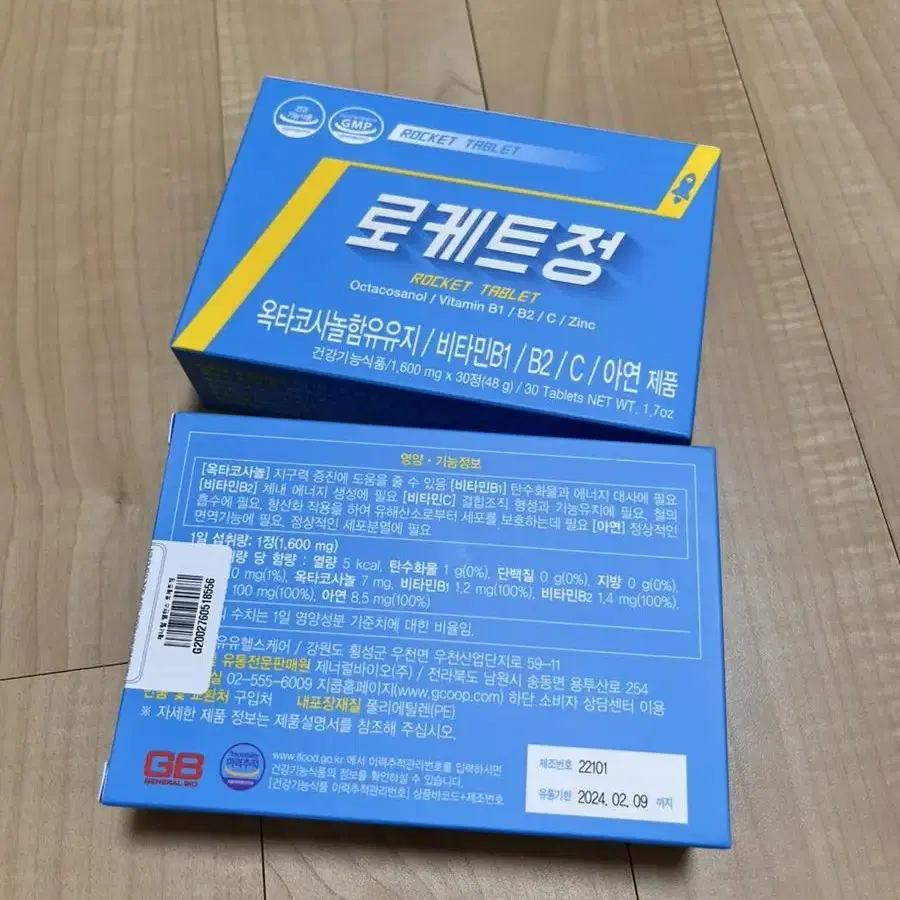 건강
기능식품
GMP
ROCKET TABLET
로케트정
ROCKET TABLET
Octacosanol / Vitamin B1 / B2 / C / Zinc
옥타코사놀함유유지 / 비타민B1 / B2 / C / 아연 제품
건강기능식품/1,600 mg x 30정(48 g) / 30 Tablets NET WT. 1.7oz
영양·기능정보
[옥타코사놀] 지구력 증진에 도움을 줄 수 있음 [비타민B1] 탄수화물과 에너지 대사에 필요
[비타민B2] 체내 에너지 생성에 필요 [비타민C] 결합조직 형성과 기능유지에 필요, 철의
흡수에 필요, 항산화 작용을 하여 유해산소로부터 세포를 보호하는데 필요 [아연] 정상적인
면역기능에 필요, 정상적인 세포분열에 필요
1일 섭취량: 1정(1,600 mg)
당 함량 : 열량 5 kcal, 탄수화물 1 g(0%), 단백질 0 g(0%), 지방 0 g(0%),
0 mg(1%), 옥타코사놀 7 mg, 비타민B1 1.2 mg(100%), 비타민B2 1.4 mg(100%),
100 mg(100%), 아연 8.5 mg(100%)
수치는 1일 영양성분 기준치에 대한 비율임.
유유헬스케어 / 강원도 횡성군 우천면 우천산업단지로 59-11
및 유통전문판매원 제너럴바이오(주) / 전라북도 남원시 송동면 용투산로 254
실 02-555-6009 지쿱홈페이지(www.gcoop.com) 하단 소비자 상담센터 이용
반품 및 교환처 구입처 내포장재질 폴리에틸렌(PE)
※ 자세한 제품 정보는 제품설명서를 참조해 주십시오.
G2002760518556
GB
GENERAL BIO
이력추적
www.tfood.go.kr 에서 이력추적관리번호를 입력하시면
건강기능식품의 정보를 확인하실 수 있습니다.
[건강기능식품 이력추적관리번호] 상품바코드+제조번호
제조번호 22101
유통기한 2024. 02. 09 까지